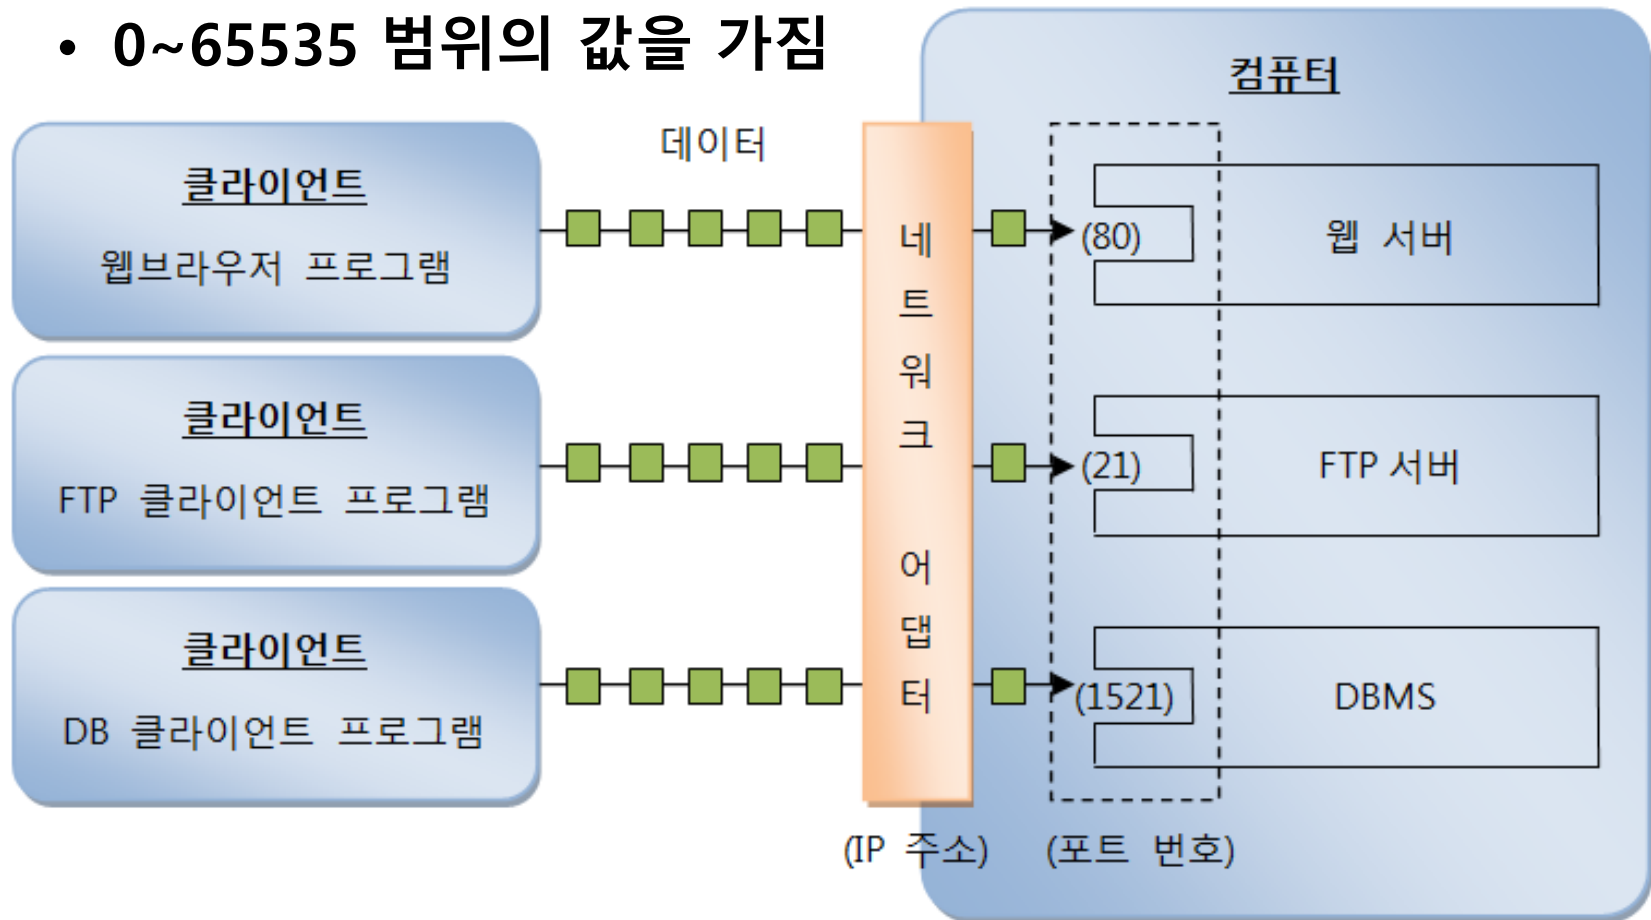 • 0~65535 범위의 값을 가짐
컴퓨터
데이터
클라이언트
웹브라우저 프로그램
(80)
웹 서버
클라이언트
FTP 클라이언트 프로그램
(21)
FTP 서버
클라이언트
DB 클라이언트 프로그램
(1521)
DBMS
네트워크 어댑터
(IP 주소)
(포트 번호)